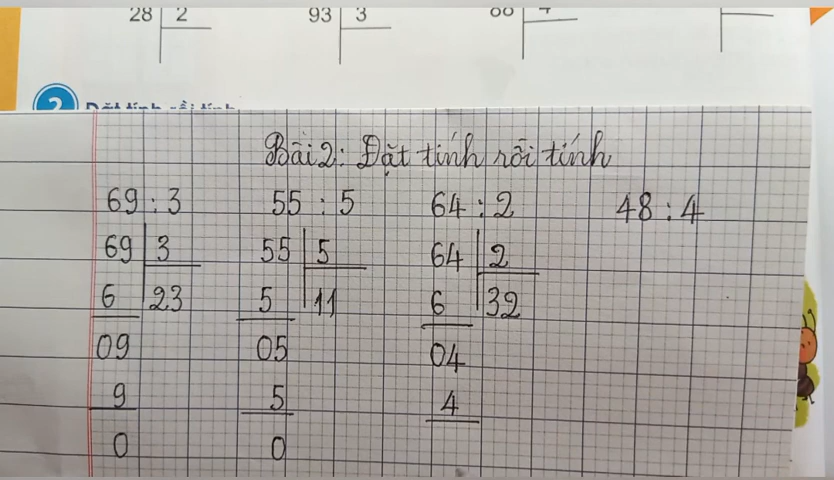 28 2 93 3
2
Bài 2: Đặt tính rồi tính
69 : 3 55 : 5 64 : 2 48 : 4
69 3 55 5 64 2
6 23 5 11 6 32
09 05 04
9 5 4
0 0